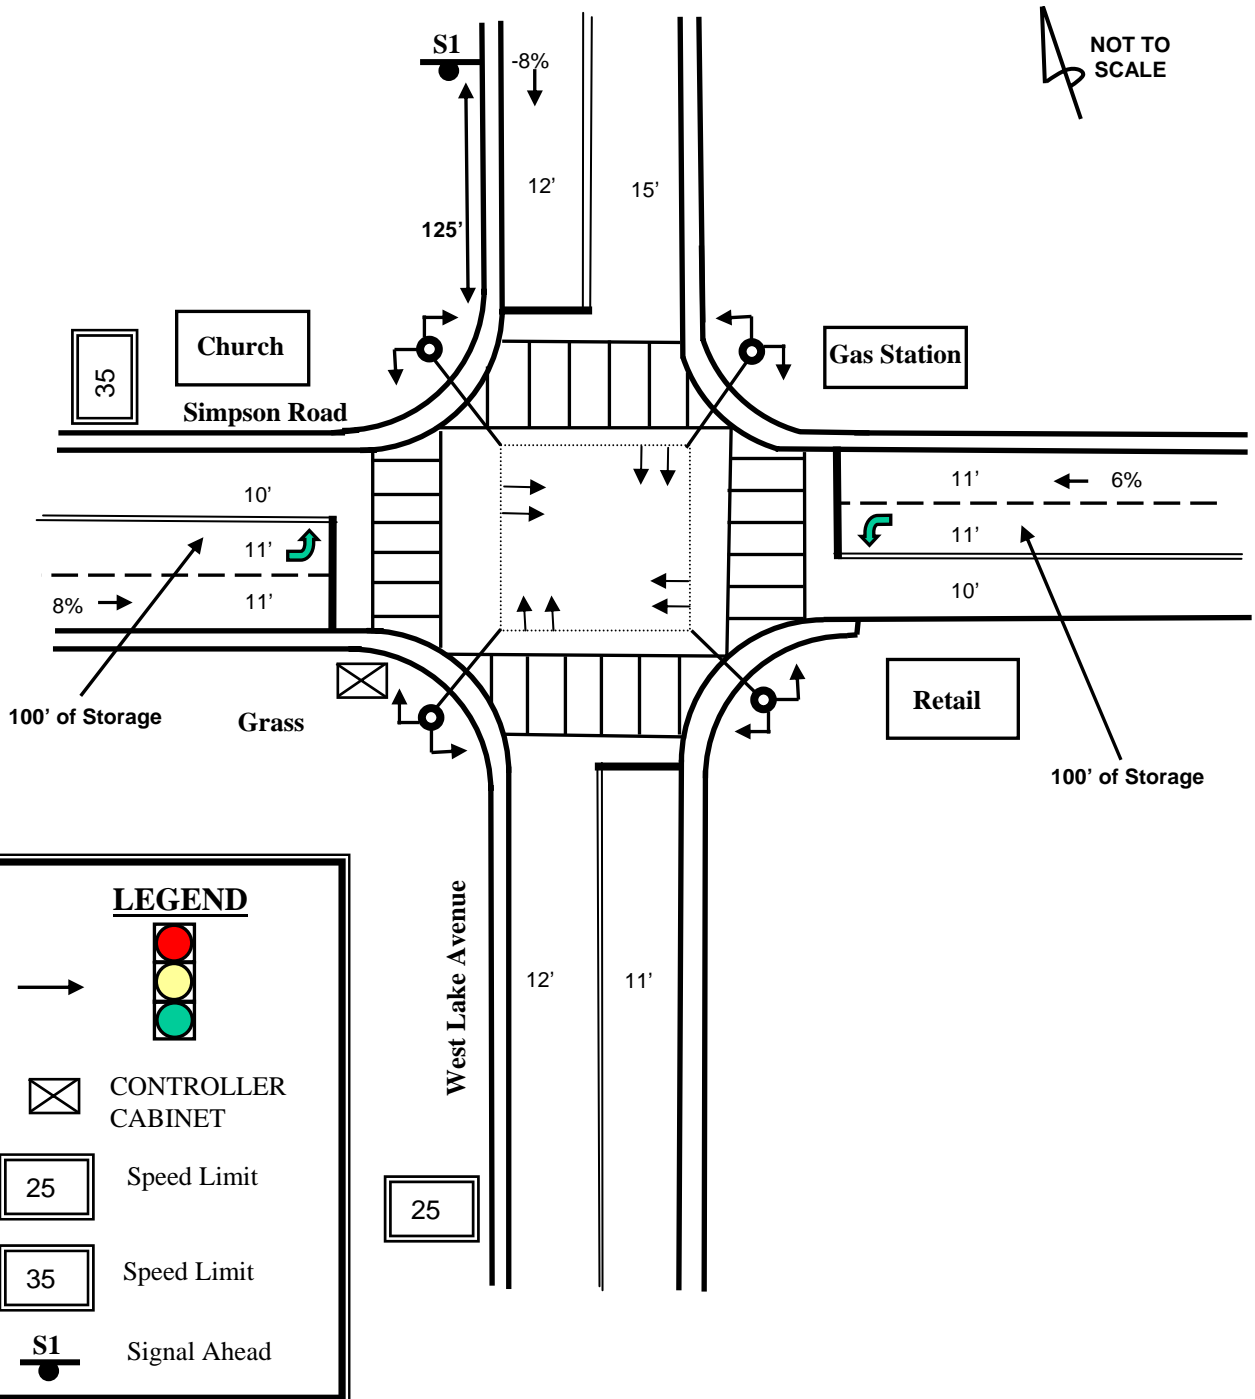 S1
-8%
NOT TO
SCALE
12’
15’
125’
35
Church
Gas Station
Simpson Road
10’
11’
6%
11’
11’
8%
11’
10’
100’ of Storage
Grass
Retail
100’ of Storage
LEGEND
West Lake Avenue
12’
11’
CONTROLLER
CABINET
25
Speed Limit
25
35
Speed Limit
S1
Signal Ahead